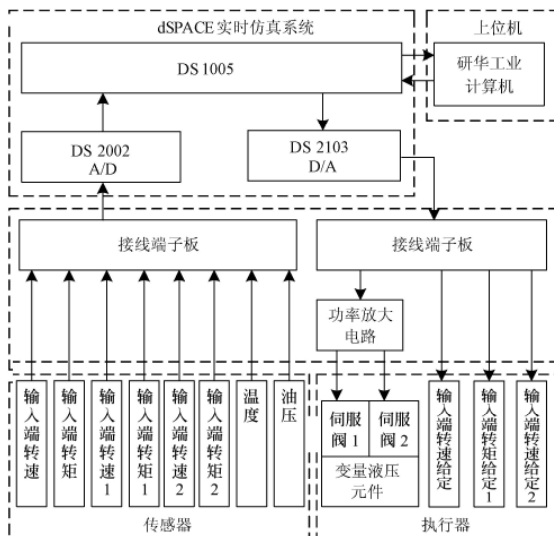 dSPACE 实时仿真系统
上位机
DS 1005
研华工业
计算机
DS 2002
A/D
DS 2103
D/A
接线端子板
接线端子板
功率放大
电路
输入端转速
输入端转矩
输入端转速1
输入端转矩1
输入端转速2
输入端转矩2
温度
油压
伺服
阀 1
伺服
阀 2
变量液压
元件
输入端转速给定
输入端转矩给定1
输入端转速给定2
传感器
执行器